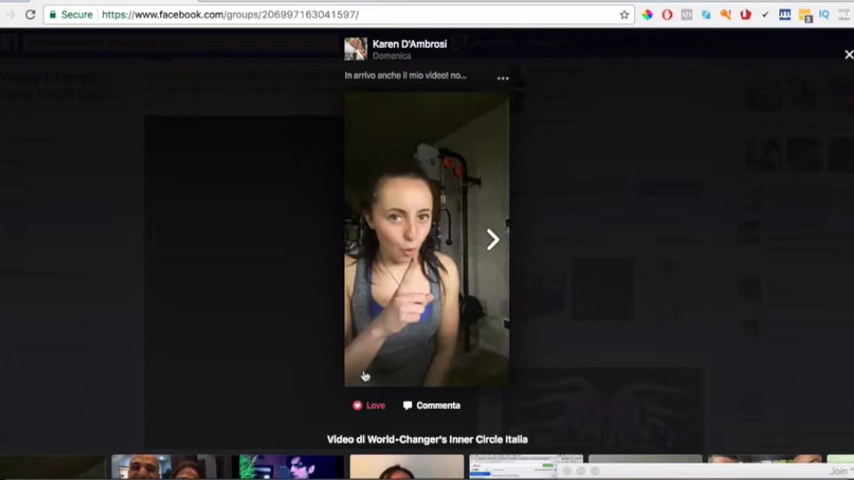 Secure
https://www.facebook.com/groups/206997163041597/
Karen D'Ambrosi
Domenica
In arrivo anche il mio video! no...
Love
Commenta
Video di World-Changer's Inner Circle Italia
Join